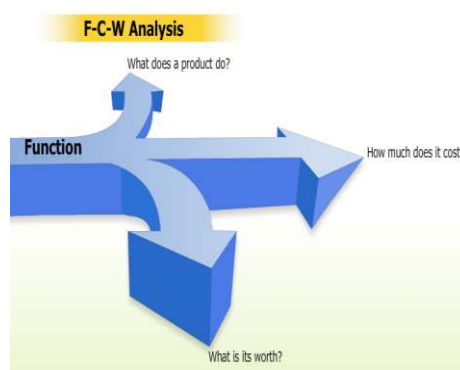 F-C-W Analysis
What does a product do?
Function
How much does it cost
What is its worth?